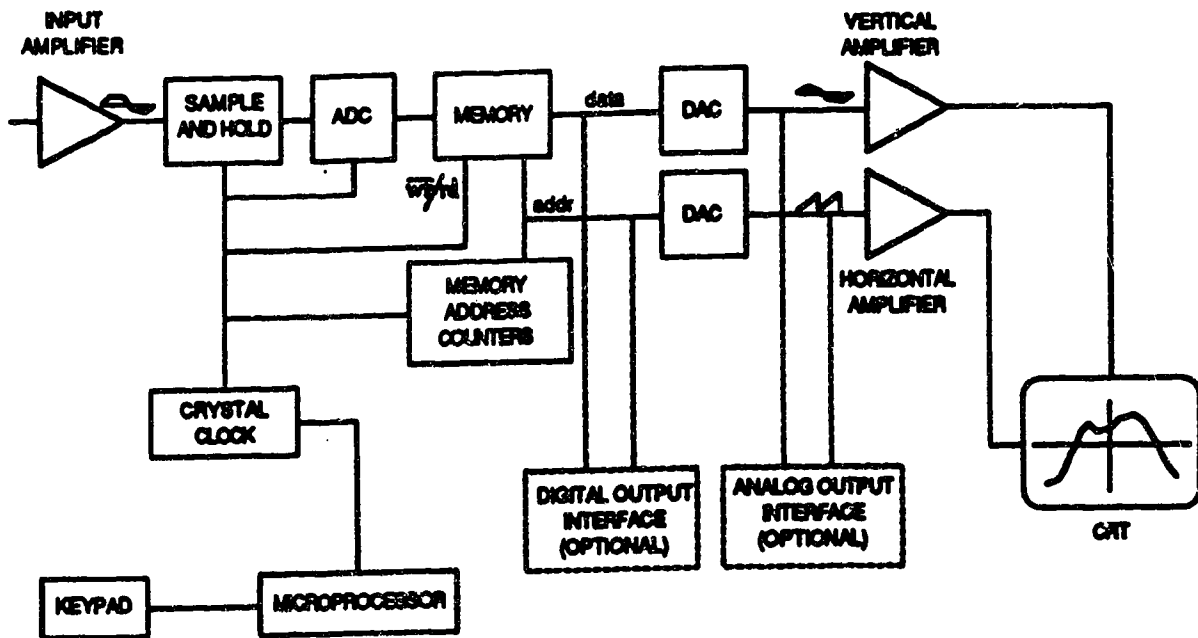 INPUT
AMPLIFIER
VERTICAL
AMPLIFIER
SAMPLE
AND HOLD
ADC
MEMORY
data
DAC
addr
DAC
MEMORY
ADDRESS
COUNTERS
HORIZONTAL
AMPLIFIER
CRYSTAL
CLOCK
DIGITAL OUTPUT
INTERFACE
(OPTIONAL)
ANALOG OUTPUT
INTERFACE
(OPTIONAL)
CRT
KEYPAD
MICROPROCESSOR